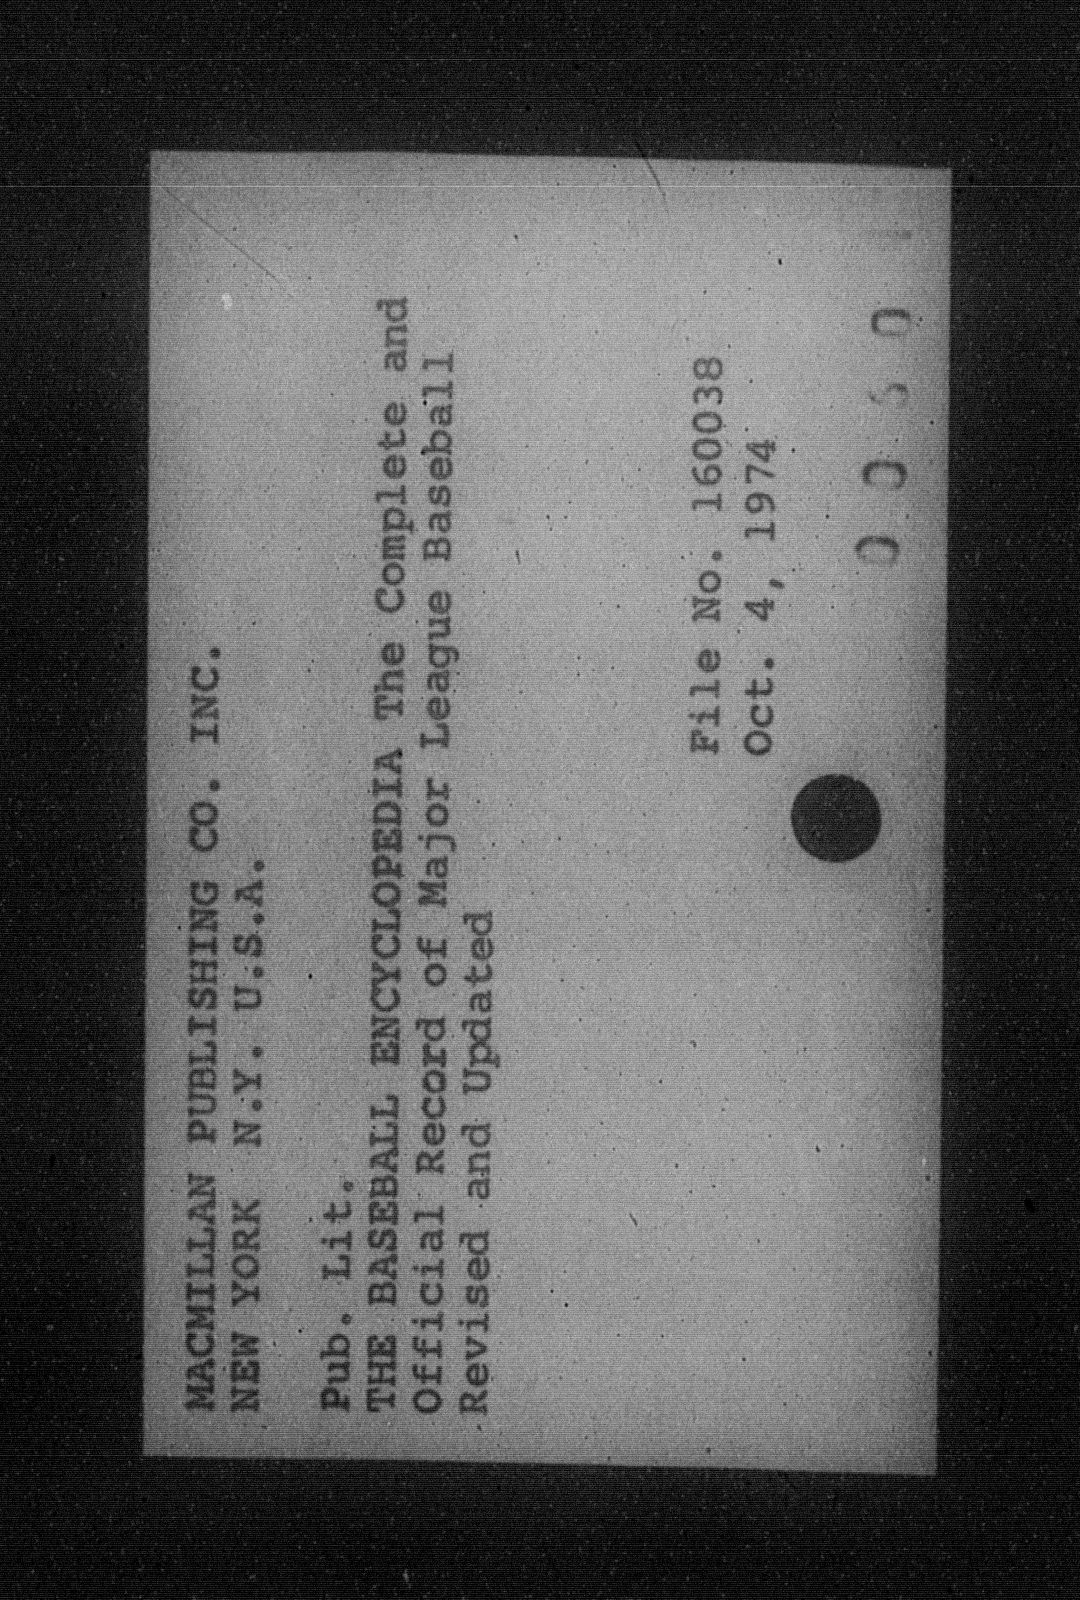 MACMILLAN PUBLISHING CO. INC.
NEW YORK N.Y. U.S.A.
Pub. Lit.
THE BASEBALL ENCYCLOPEDIA The Complete and
Official Record of Major League Baseball
Revised and Updated
File No. 160038
Oct. 4, 1974